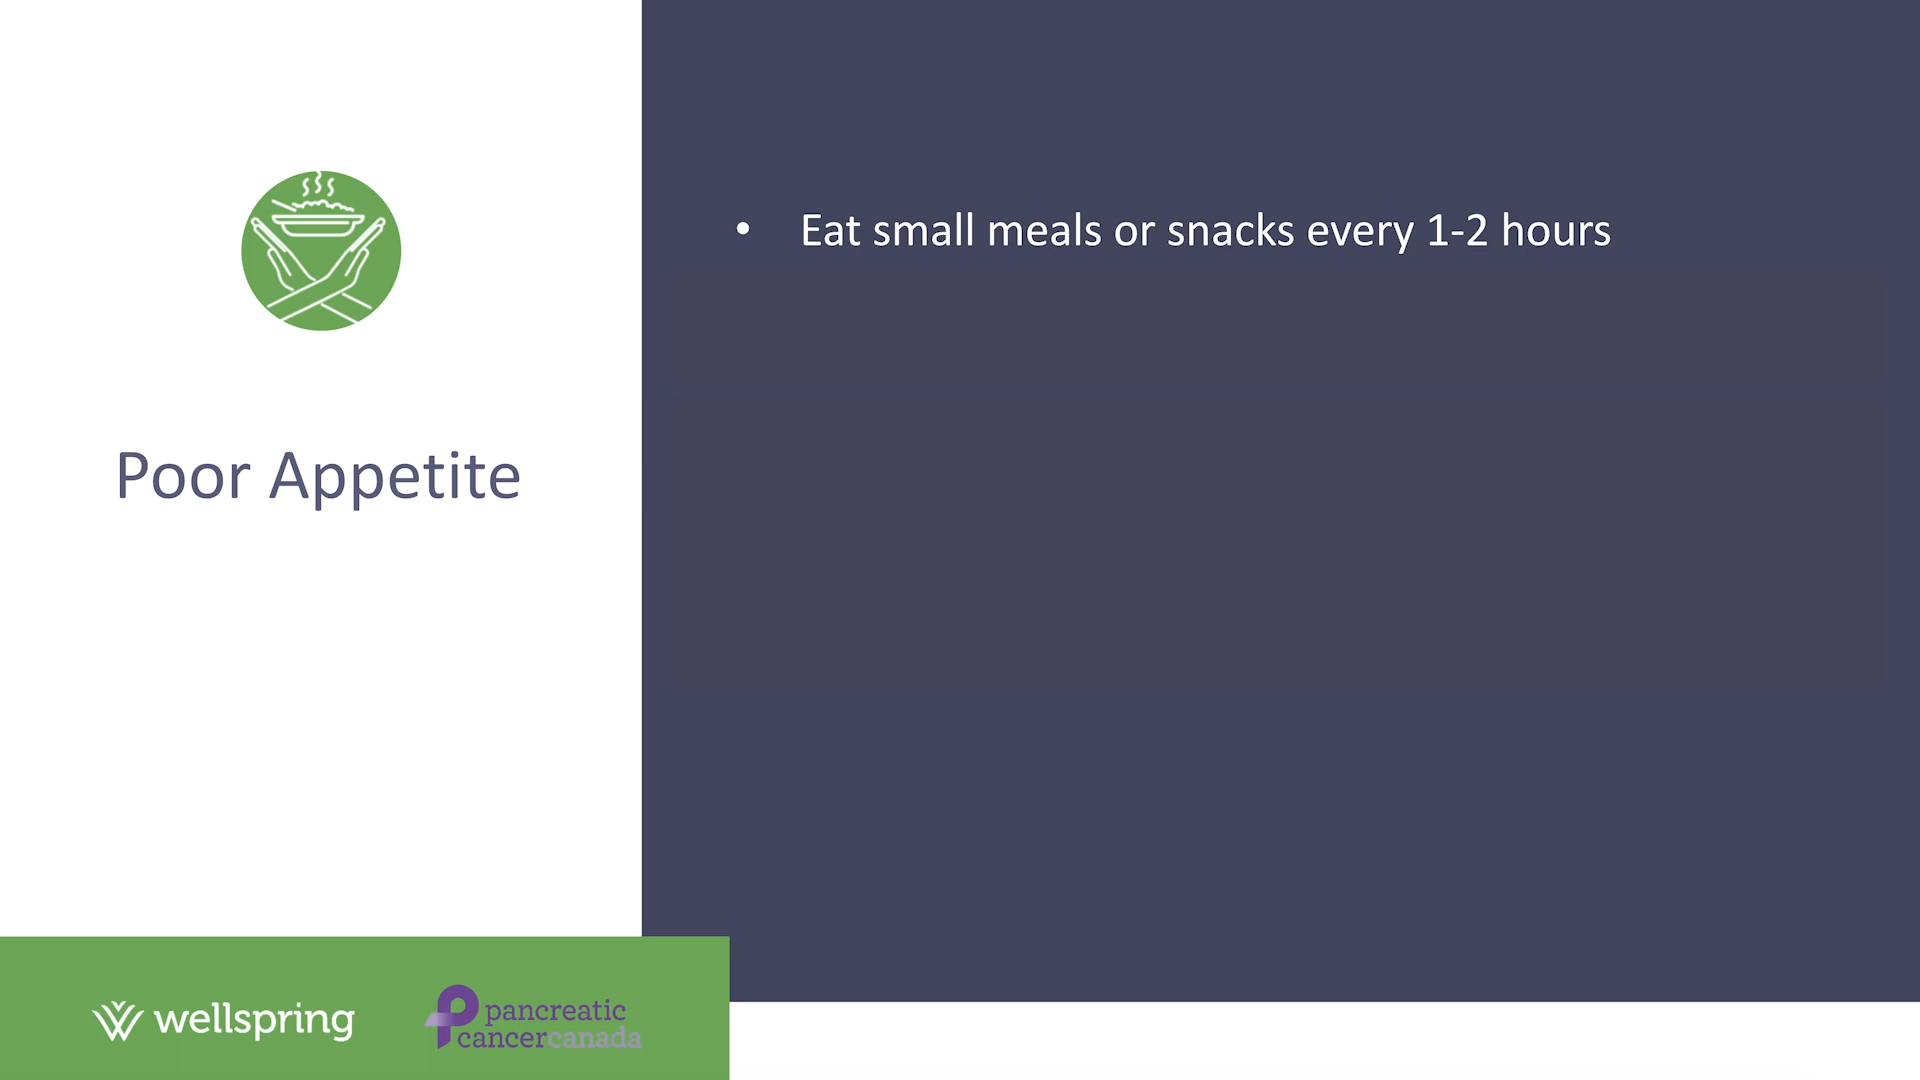 Poor Appetite
• Eat small meals or snacks every 1-2 hours
wellspring
pancreatic
cancercanada